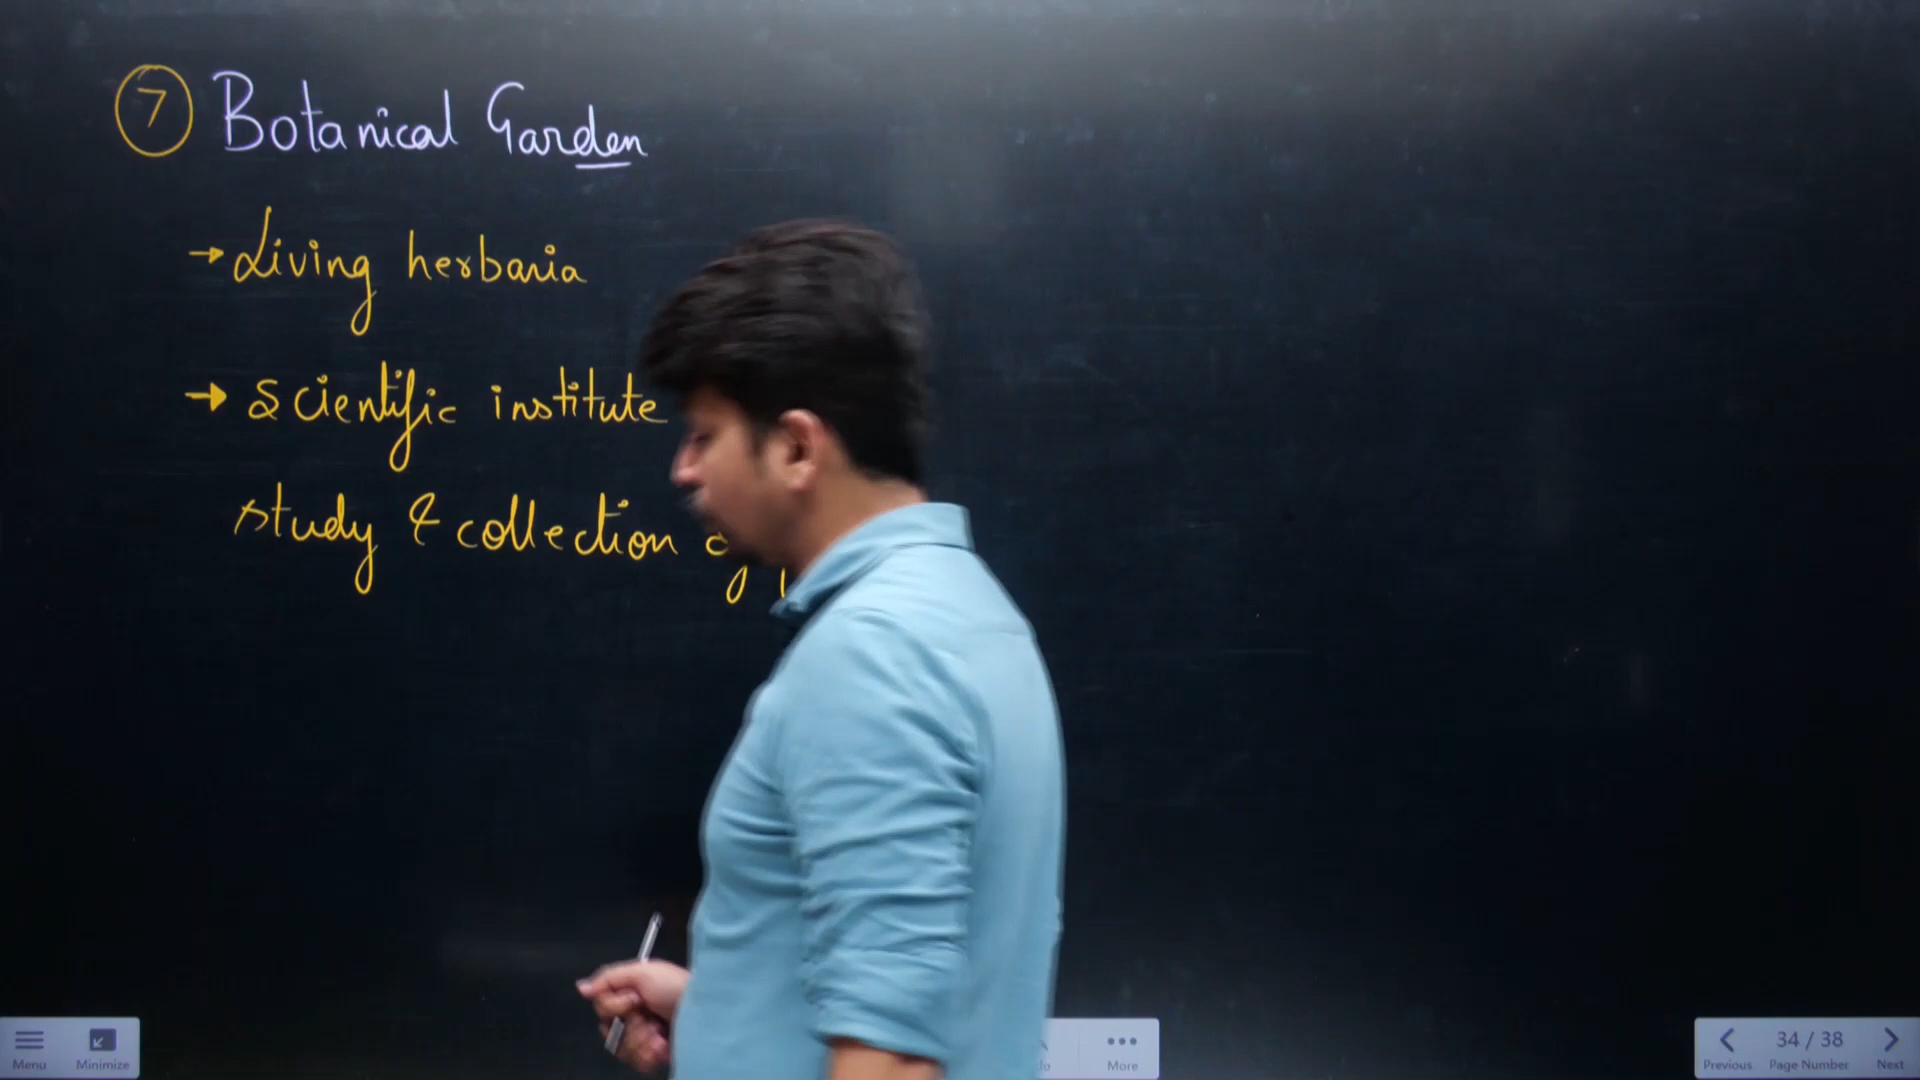 7 Botanical Garden
→ Living herbaria
→ Scientific institute
study & collection
Menu Minimize
More
34 / 38
Previous Page Number Next